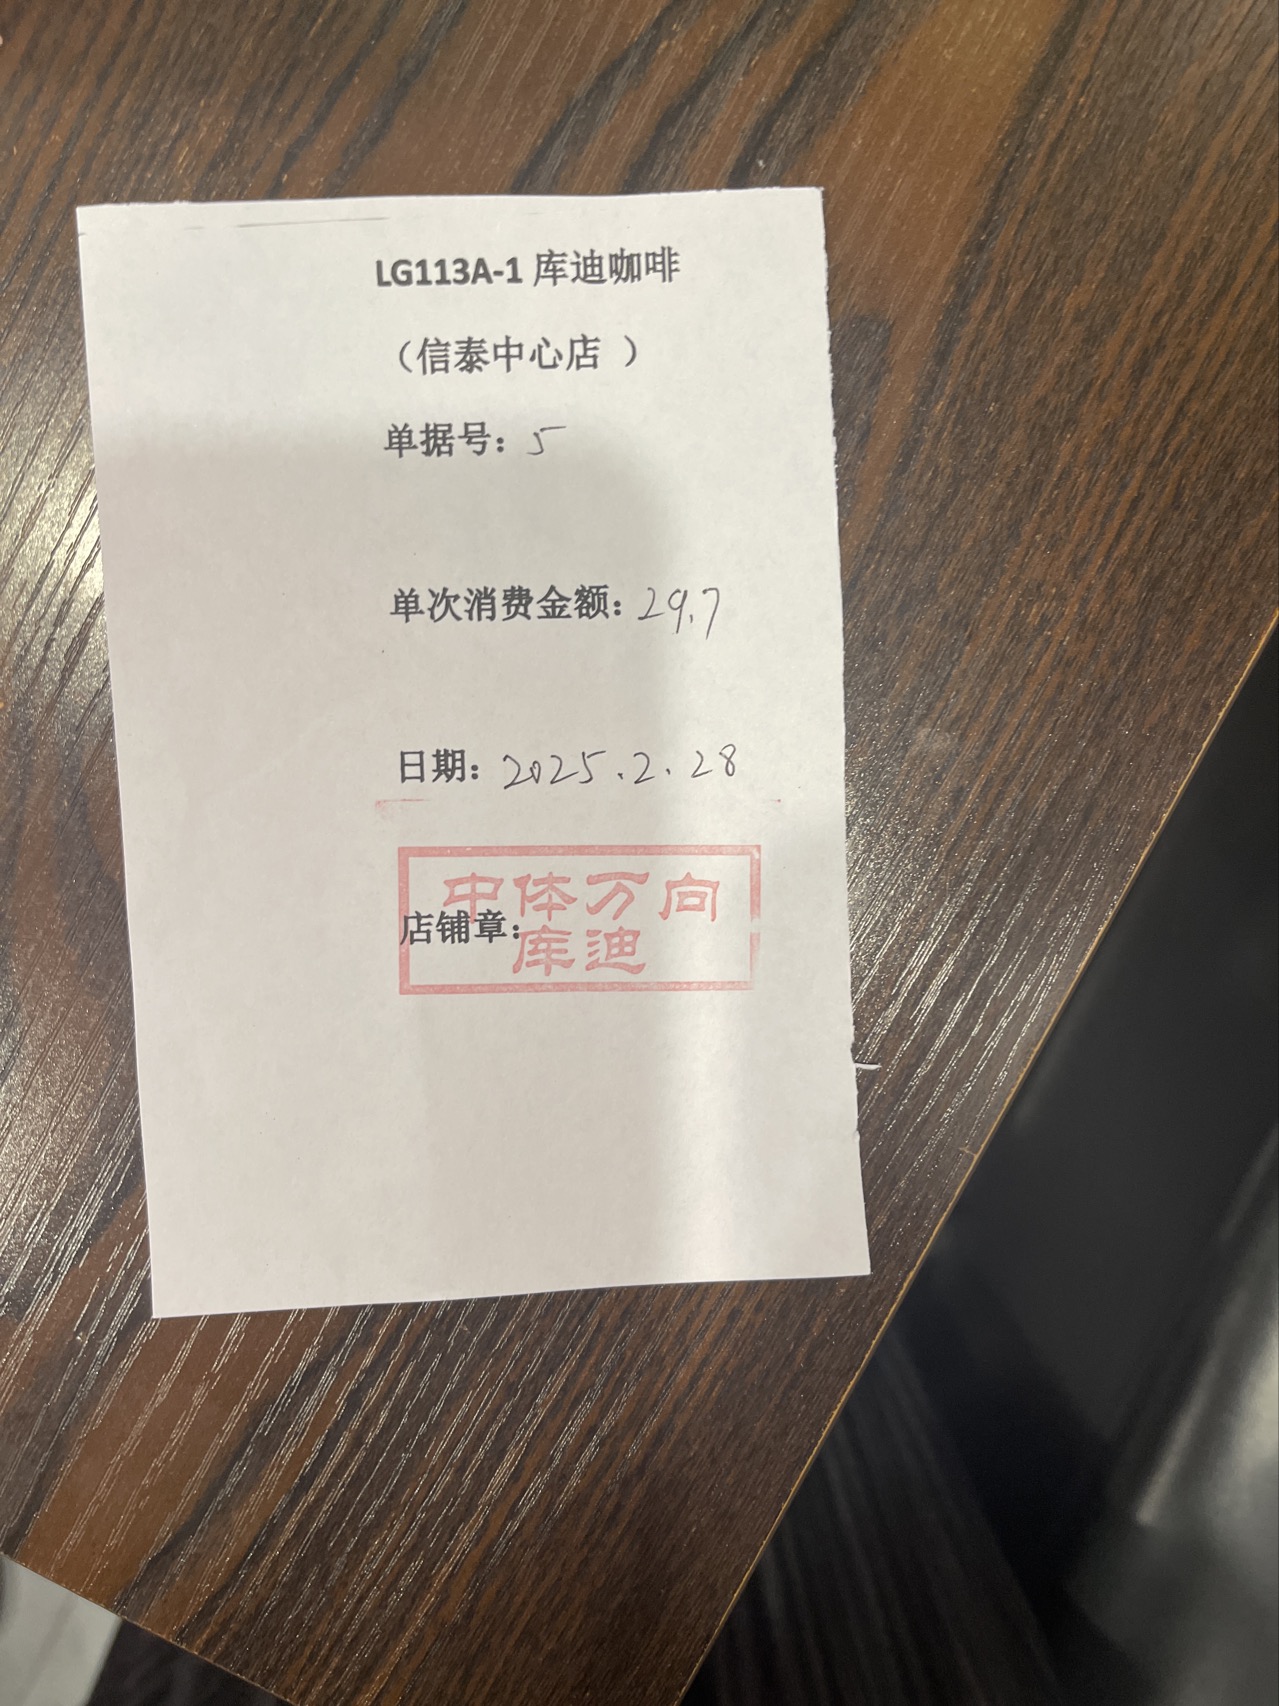 LG113A-1 库迪咖啡
（信泰中心店 ）
单据号：5
单次消费金额：29.7
日期：2025.2.28
中体万向
店铺章：
库迪